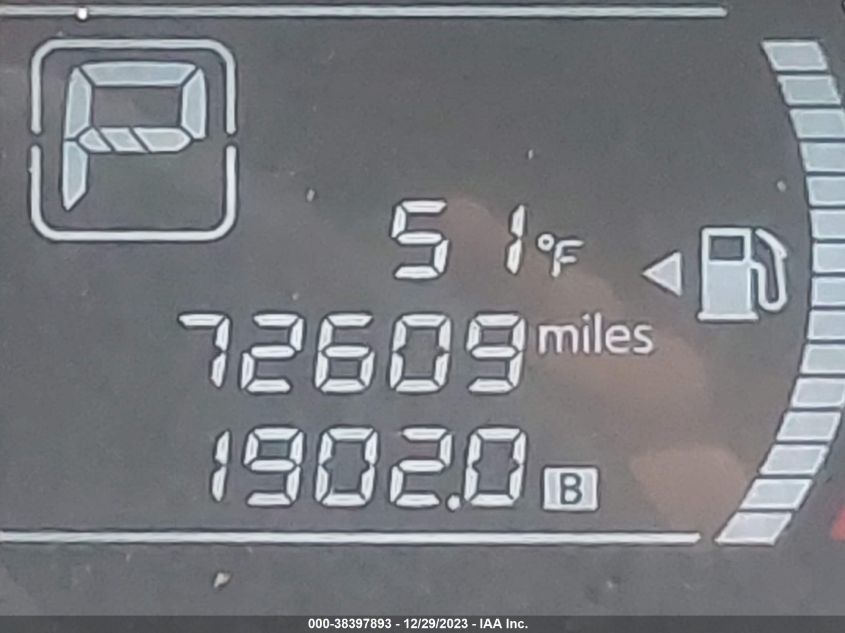 P
51°F
72609 miles
1902.0 B
000-38397893 - 12/29/2023 - IAA Inc.